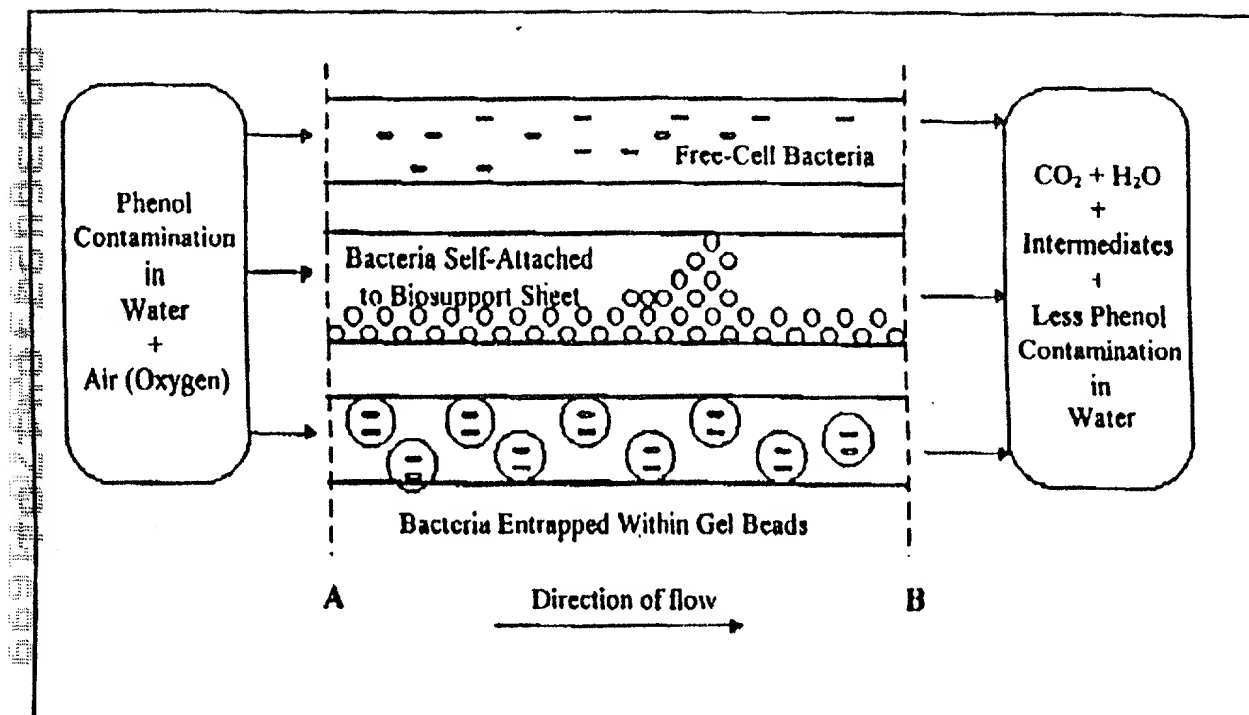 Phenol
Contamination
in
Water
+
Air (Oxygen)
Free-Cell Bacteria
Bacteria Self-Attached
to Biosupport Sheet
Bacteria Entrapped Within Gel Beads
A
Direction of flow
B
CO₂ + H₂O
+
Intermediates
+
Less Phenol
Contamination
in
Water